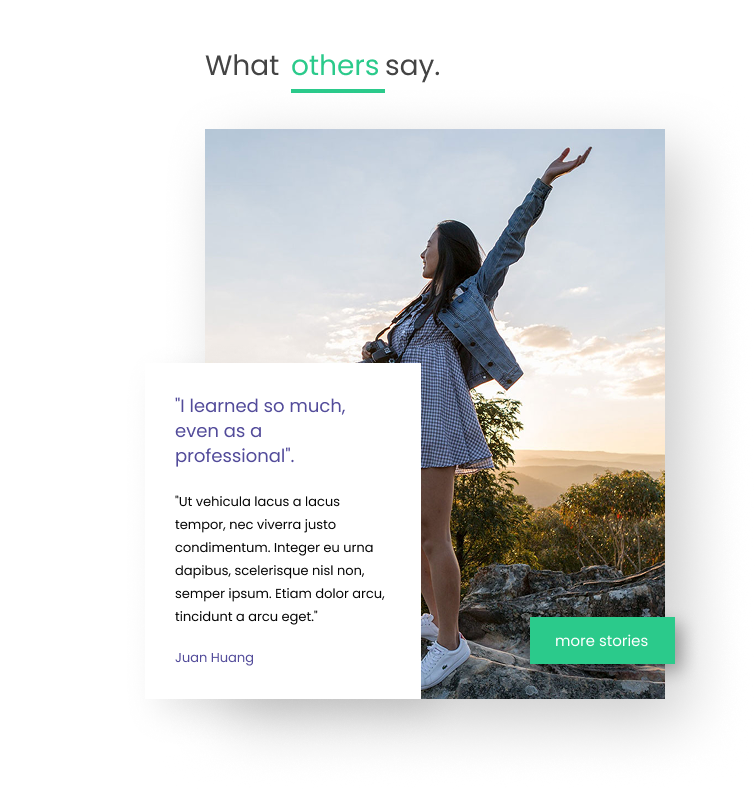 What others say.
"I learned so much,
even as a
professional".
"Ut vehicula lacus a lacus
tempor, nec viverra justo
condimentum. Integer eu urna
dapibus, scelerisque nisl non,
semper ipsum. Etiam dolor arcu,
tincidunt a arcu eget."
Juan Huang
more stories